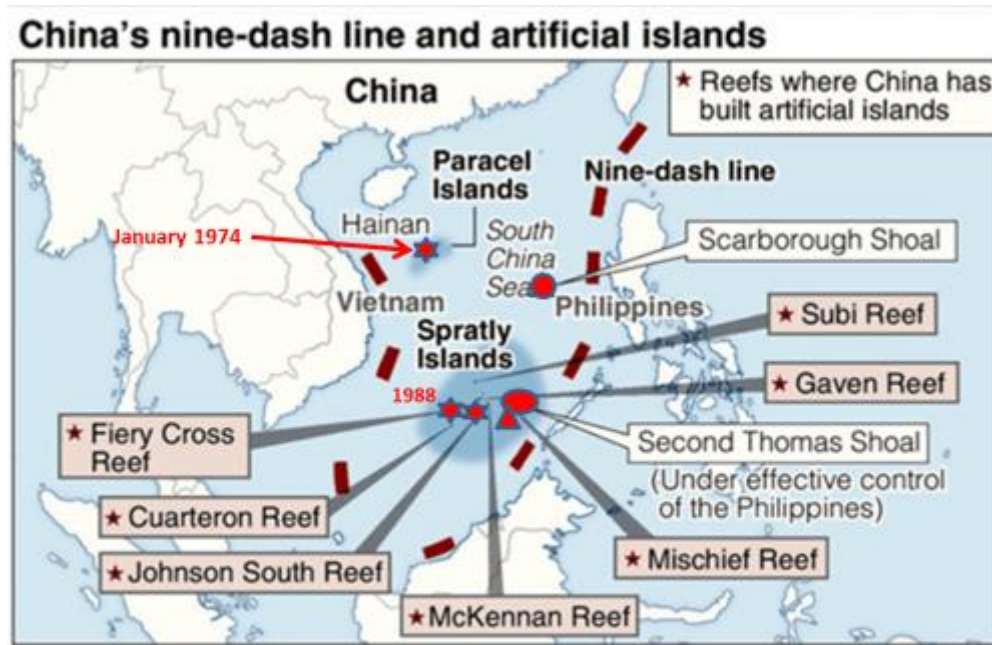 China's nine-dash line and artificial islands
★ Reefs where China has
built artificial islands
China
Nine-dash line
Paracel
Islands
Hainan
January 1974
South
China
Sea
Scarborough Shoal
Vietnam
Philippines
★ Subi Reef
Spratly
Islands
★ Gaven Reef
1988
★ Fiery Cross
Reef
Second Thomas Shoal
(Under effective control
of the Philippines)
★ Cuarteron Reef
★ Mischief Reef
★ Johnson South Reef
★ McKennan Reef